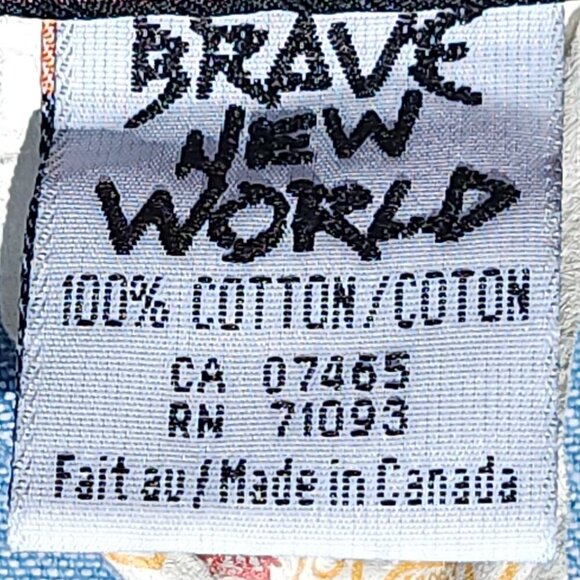 BRAVE
NEW
WORLD
100% COTTON/COTON
CA 07465
RN 71093
Fait au/Made in Canada